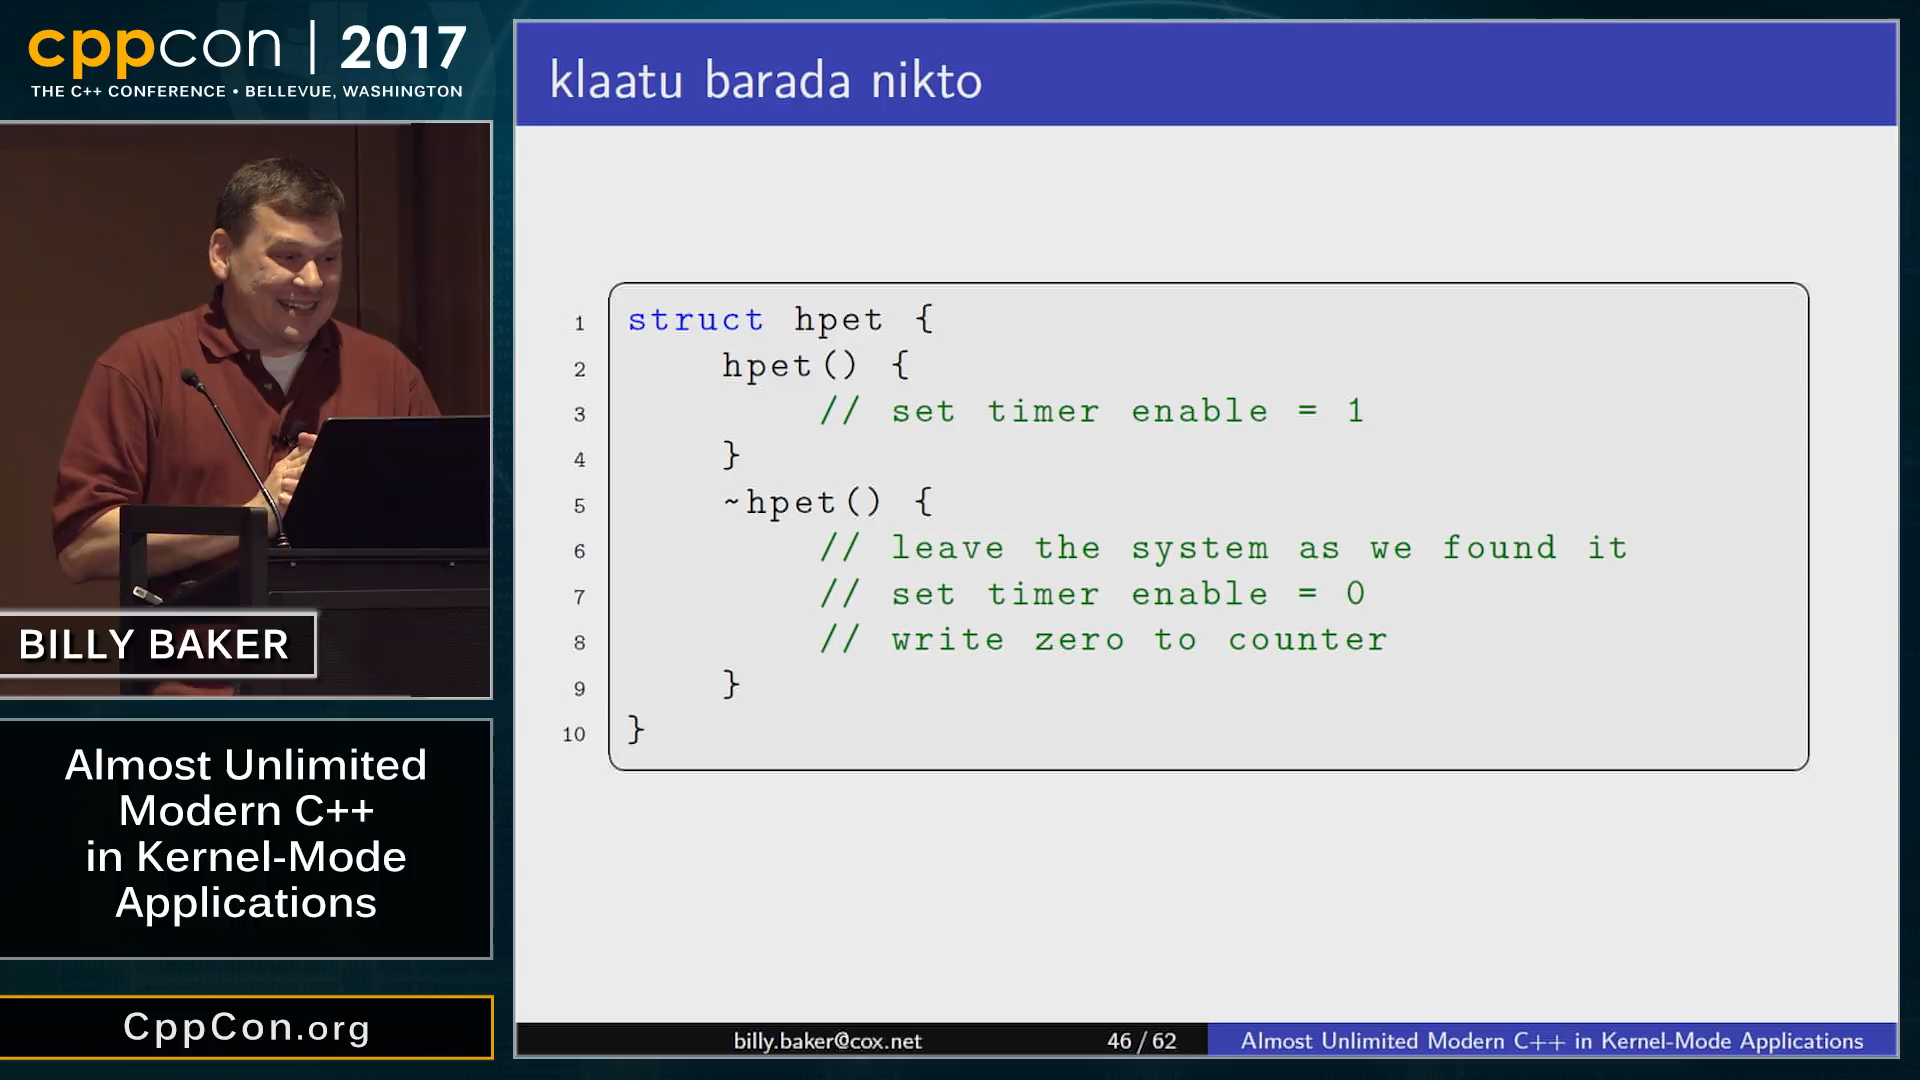 cppcon | 2017
THE C++ CONFERENCE • BELLEVUE, WASHINGTON
BILLY BAKER
Almost Unlimited
Modern C++
in Kernel-Mode
Applications
CppCon.org
klaatu barada nikto
1 struct hpet {
2 hpet() {
3 // set timer enable = 1
4 }
5 ~hpet() {
6 // leave the system as we found it
7 // set timer enable = 0
8 // write zero to counter
9 }
10 }
billy.baker@cox.net 46 / 62 Almost Unlimited Modern C++ in Kernel-Mode Applications